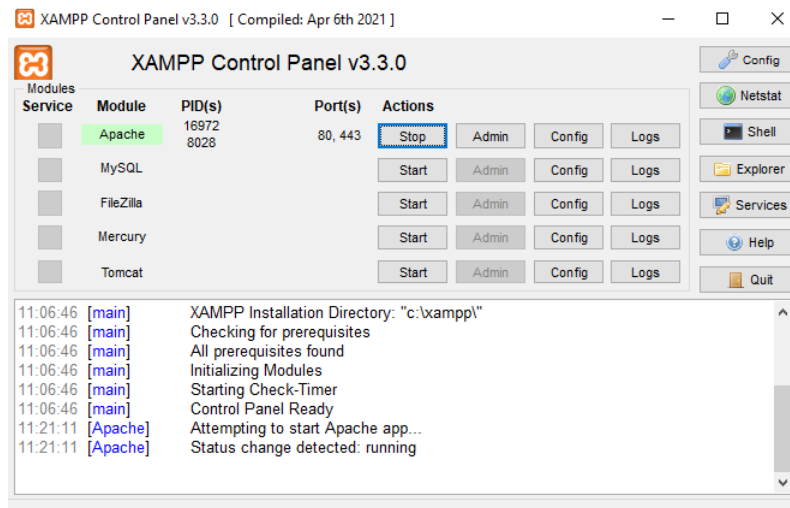 XAMPP Control Panel v3.3.0 [ Compiled: Apr 6th 2021 ]
XAMPP Control Panel v3.3.0
Config
Modules
Service Module PID(s) Port(s) Actions
Netstat
Apache 16972 8028 80, 443 Stop Admin Config Logs
Shell
MySQL Start Admin Config Logs
Explorer
FileZilla Start Admin Config Logs
Services
Mercury Start Admin Config Logs
Help
Tomcat Start Admin Config Logs
Quit
11:06:46 [main] XAMPP Installation Directory: "c:\xampp\"
11:06:46 [main] Checking for prerequisites
11:06:46 [main] All prerequisites found
11:06:46 [main] Initializing Modules
11:06:46 [main] Starting Check-Timer
11:06:46 [main] Control Panel Ready
11:21:11 [Apache] Attempting to start Apache app...
11:21:11 [Apache] Status change detected: running